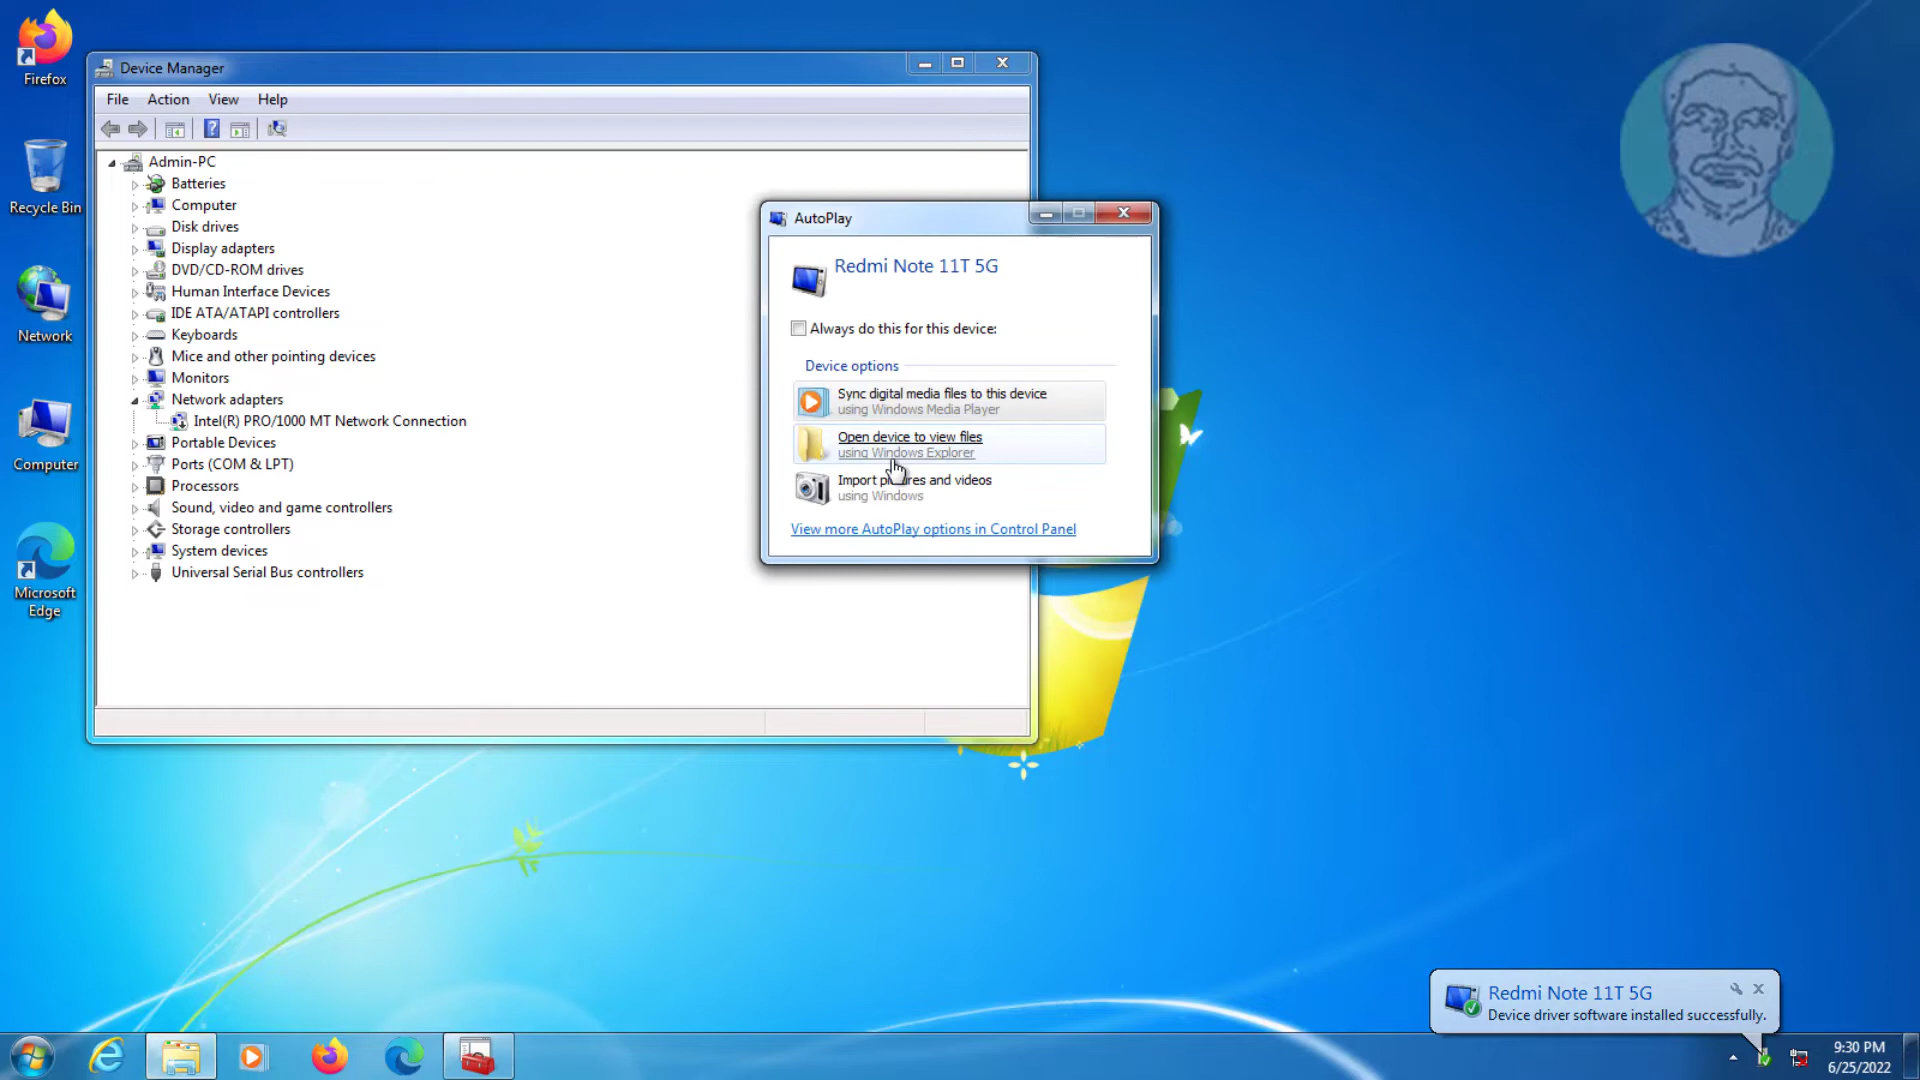 Firefox
Recycle Bin
Network
Computer
Microsoft
Edge
Device Manager
File Action View Help
Admin-PC
Batteries
Computer
Disk drives
Display adapters
DVD/CD-ROM drives
Human Interface Devices
IDE ATA/ATAPI controllers
Keyboards
Mice and other pointing devices
Monitors
Network adapters
Intel(R) PRO/1000 MT Network Connection
Portable Devices
Ports (COM & LPT)
Processors
Sound, video and game controllers
Storage controllers
System devices
Universal Serial Bus controllers
AutoPlay
Redmi Note 11T 5G
Always do this for this device:
Device options
Sync digital media files to this device
using Windows Media Player
Open device to view files
using Windows Explorer
Import pictures and videos
using Windows
View more AutoPlay options in Control Panel
Redmi Note 11T 5G
Device driver software installed successfully.
9:30 PM
6/25/2022